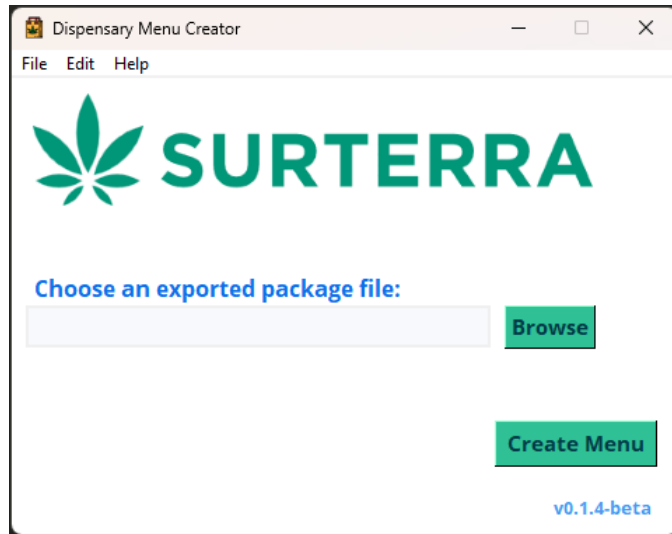 Dispensary Menu Creator
File Edit Help
SURTERRA
Choose an exported package file:
Browse
Create Menu
v0.1.4-beta